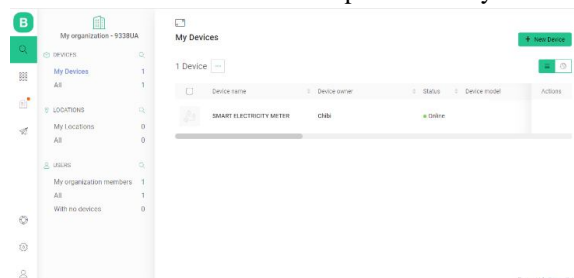 B
My organization - 9338UA
DEVICES
My Devices 1
All 1
LOCATIONS
My Locations 0
All 0
USERS
My organization members 1
All 1
With no devices 0
My Devices
+ New Device
1 Device
Device name Device owner Status Device model Actions
SMART ELECTRICITY METER Chibi Online